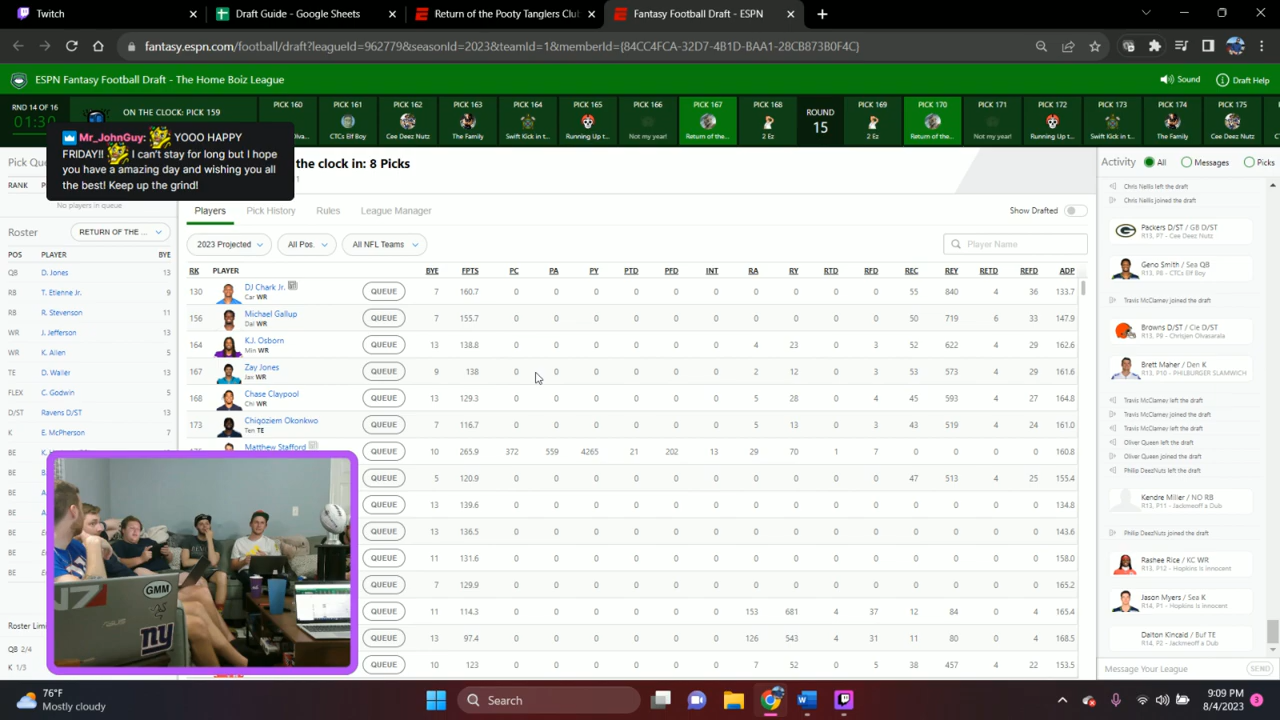 Twitch
Draft Guide - Google Sheets
Return of the Pooty Tanglers Clu
Fantasy Football Draft - ESPN
fantasy.espn.com/football/draft?leagueId=962779&seasonId=2023&teamId=1&memberId={84CC4FCA-32D7-4B1D-BAA1-28CB873B0F4C}
ESPN Fantasy Football Draft - The Home Boiz League
Sound
Draft Help
RND 14 OF 16
01:30
ON THE CLOCK: PICK 159
PICK 160
PICK 161
CTCs Elf Boy
PICK 162
Cee Deez Nutz
PICK 163
The Family
PICK 164
Swift Kick in t
PICK 165
Running Up t
PICK 166
Not my year!
PICK 167
Return of the
PICK 168
2 Ez
ROUND
15
PICK 169
2 Ez
PICK 170
Return of the
PICK 171
Not my year!
PICK 172
Running Up t
PICK 173
Swift Kick in t
PICK 174
The Family
PICK 175
Cee Deez Nutz
Mr_JohnGuy: YOOO HAPPY
FRIDAY!! I can't stay for long but I hope
you have a amazing day and wishing you all
the best! Keep up the grind!
the clock in: 8 Picks
Pick Qu
RANK
No players in queue
Roster RETURN OF THE ...
POS PLAYER BYE
QB D. Jones 13
RB T. Etienne Jr. 9
RB R. Stevenson 11
WR J. Jefferson 13
WR K. Allen 5
TE D. Waller 13
FLEX C. Godwin 5
D/ST Ravens D/ST 13
K E. McPherson 7
BE
BE
BE
BE
BE
BE
Roster Lim
QB 2/4
K 1/3
Players Pick History Rules League Manager
Show Drafted
2023 Projected All Pos. All NFL Teams
Player Name
RK PLAYER BYE FPTS PC PA PY PTD PFD INT RA RY RTD RFD REC REY RETD REFD ADP
130 DJ Chark Jr. Car WR QUEUE 7 160.7 0 0 0 0 0 0 0 0 0 0 55 840 4 36 133.7
156 Michael Gallup Dal WR QUEUE 7 155.7 0 0 0 0 0 0 0 0 0 0 50 719 6 33 147.9
164 K.J. Osborn Min WR QUEUE 0 0 0 0 0 0 4 23 0 3 52 622 4 29 162.6
167 Zay Jones Jax WR QUEUE 9 0 0 0 0 0 12 0 3 53 4 29 161.6
168 Chase Claypool Chi WR QUEUE 13 129.3 0 0 0 0 0 0 5 28 0 4 45 593 4 27 164.8
173 Chigoziem Okonkwo Ten TE QUEUE 7 0 0 0 0 0 0 13 0 4 43 4 24 161.0
Matthew Stafford QUEUE 10 372 559 4265 21 202 13 29 70 1 7 0 0 0 0 160.8
QUEUE 5 120.9 0 0 0 0 0 0 0 0 0 0 47 513 4 25 155.4
QUEUE 13 139.6 0 0 0 0 0 0 0 0 0 0 0 0 0 0 134.8
QUEUE 13 136.5 0 0 0 0 0 0 0 0 0 0 0 0 0 0 143.6
QUEUE 11 131.6 0 0 0 0 0 0 0 0 0 0 0 0 0 0 158.0
QUEUE 0 0 0 0 0 0 0 0 0 0 0 0 0 0 165.2
QUEUE 11 114.3 0 0 0 0 0 0 153 681 4 37 12 84 0 4 165.4
QUEUE 13 97.4 0 0 0 0 0 0 126 543 4 31 11 80 0 4 168.5
QUEUE 10 123 0 0 0 0 0 0 7 52 0 5 38 457 4 22 153.5
Activity All Messages Picks
Chris Nellis left the draft
Chris Nellis joined the draft
Packers D/ST / GB D/ST
R13, P7 - Cee Deez Nutz
Geno Smith / Sea QB
R13, P8 - CTCs Elf Boy
Travis McClarney joined the draft
Browns D/ST / Cle D/ST
R13, P9 - Chrisjen Olvasarala
Brett Maher / Den K
R13, P10 - PHILBURGER SLAMWICH
Travis McClarney left the draft
Travis McClarney joined the draft
Travis McClarney left the draft
Oliver Queen left the draft
Oliver Queen joined the draft
Philip DeezNuts left the draft
Kendre Miller / NO RB
R13, P11 - Jackmeoff a Dub
Philip DeezNuts joined the draft
Rashee Rice / KC WR
R13, P12 - Hopkins is innocent
Jason Myers / Sea K
R14, P1 - Hopkins is innocent
Dalton Kincaid / Buf TE
R14, P2 - Jackmeoff a Dub
Message Your League
SEND
GMM
ny
N7
76°F
Mostly cloudy
Search
9:09 PM
8/4/2023
3